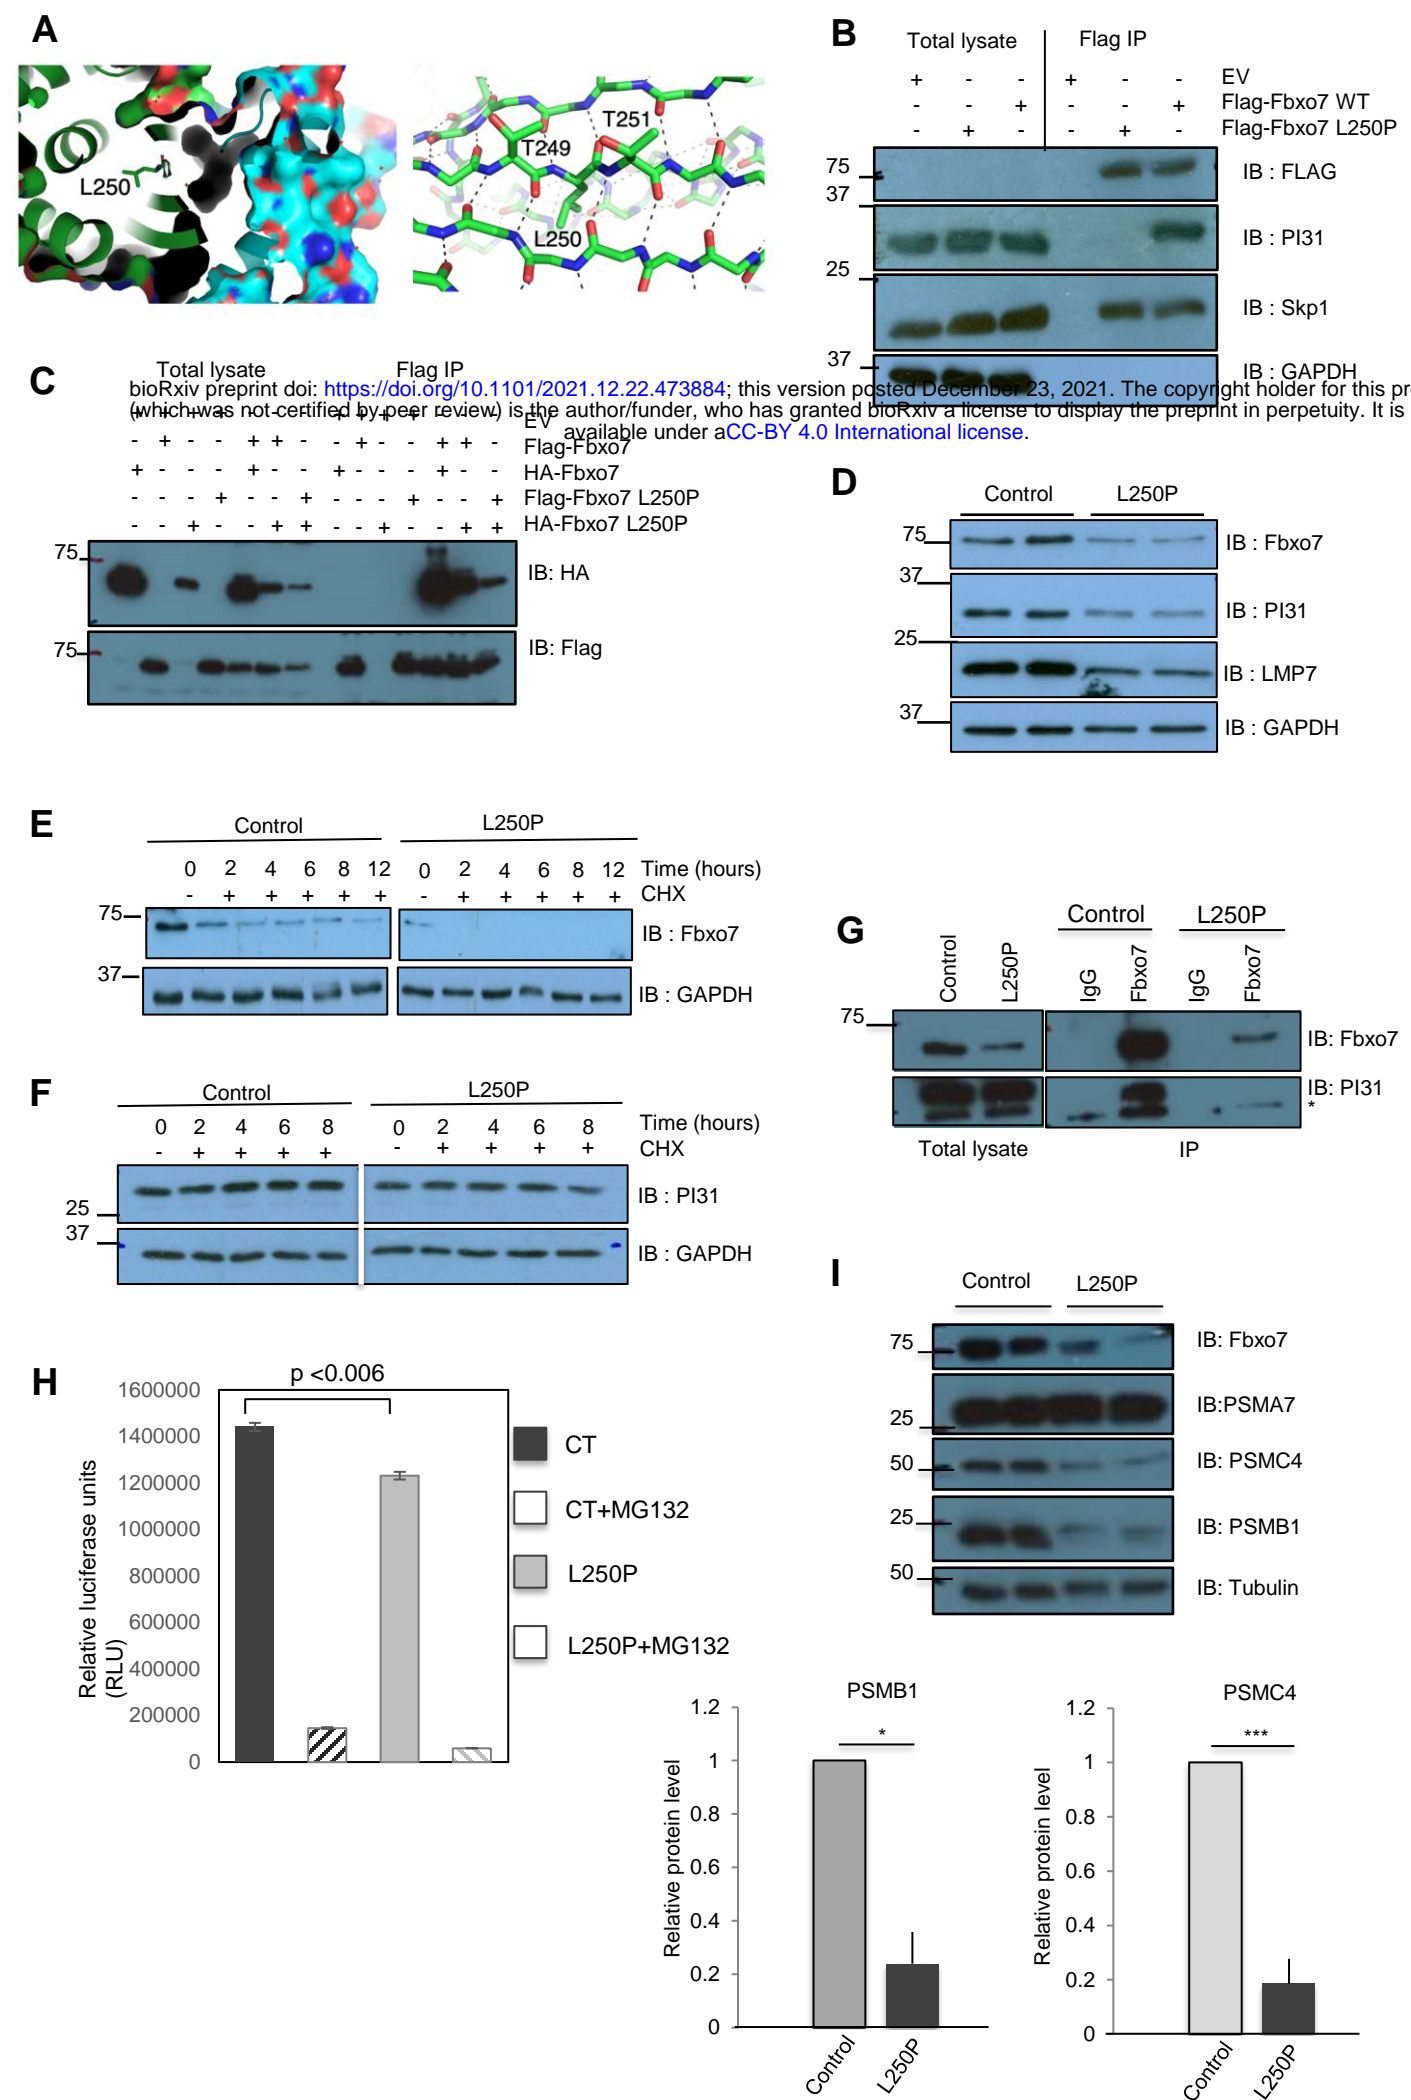 A
L250
T249
T251
L250
B
Total lysate Flag IP
+ - - + - - EV
- - + - - + Flag-Fbxo7 WT
- + - - + - Flag-Fbxo7 L250P
75 IB : FLAG
37
IB : PI31
25
IB : Skp1
37 IB : GAPDH
C
Total lysate Flag IP
bioRxiv preprint doi: https://doi.org/10.1101/2021.12.22.473884; this version posted December 23, 2021. The copyright holder for this pr
(which was not certified by peer review) is the author/funder, who has granted bioRxiv a license to display the preprint in perpetuity. It is
available under aCC-BY 4.0 International license.
EV
- + - - + + - - + - - + + - Flag-Fbxo7
+ - - - + - - + - - - + - - HA-Fbxo7
- - - + - - + - - - + - - + Flag-Fbxo7 L250P
- - + - - + + - - + - - + + HA-Fbxo7 L250P
75 IB: HA
75 IB: Flag
D
Control L250P
75 IB : Fbxo7
37
IB : PI31
25
IB : LMP7
37
IB : GAPDH
E
Control L250P
0 2 4 6 8 12 0 2 4 6 8 12 Time (hours)
- + + + + + - + + + + + CHX
75 IB : Fbxo7
37
IB : GAPDH
F
Control L250P
0 2 4 6 8 0 2 4 6 8 Time (hours)
- + + + + - + + + + CHX
IB : PI31
25
37
IB : GAPDH
G
Control L250P
Control L250P IgG Fbxo7 IgG Fbxo7
75
IB: Fbxo7
IB: PI31
*
Total lysate IP
H
p <0.006
Relative luciferase units
(RLU)
1600000
1400000
1200000
1000000
800000
600000
400000
200000
0
CT
CT+MG132
L250P
L250P+MG132
I
Control L250P
75 IB: Fbxo7
IB:PSMA7
25
50 IB: PSMC4
25 IB: PSMB1
50
IB: Tubulin
PSMB1
*
Relative protein level
1.2
1
0.8
0.6
0.4
0.2
0
Control L250P
PSMC4
***
Relative protein level
1.2
1
0.8
0.6
0.4
0.2
0
Control L250P